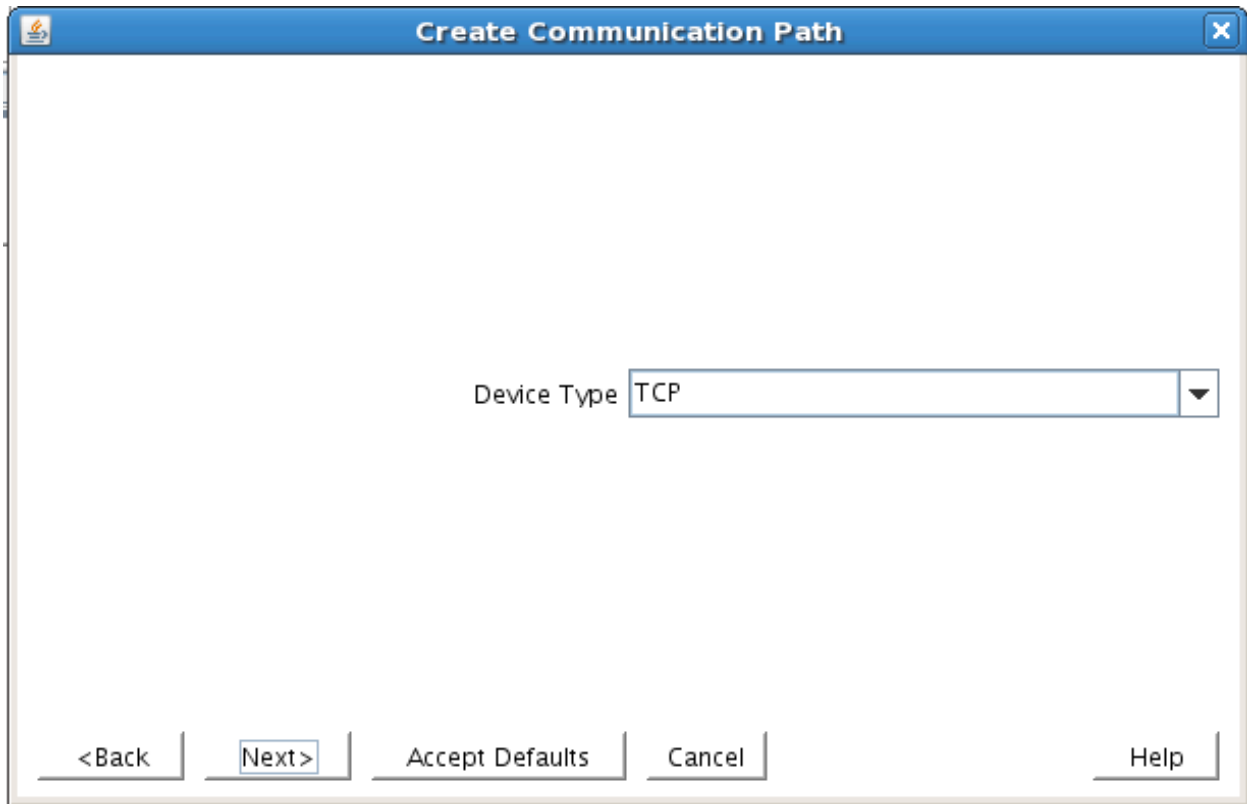 Create Communication Path
Device Type TCP
<Back Next> Accept Defaults Cancel Help